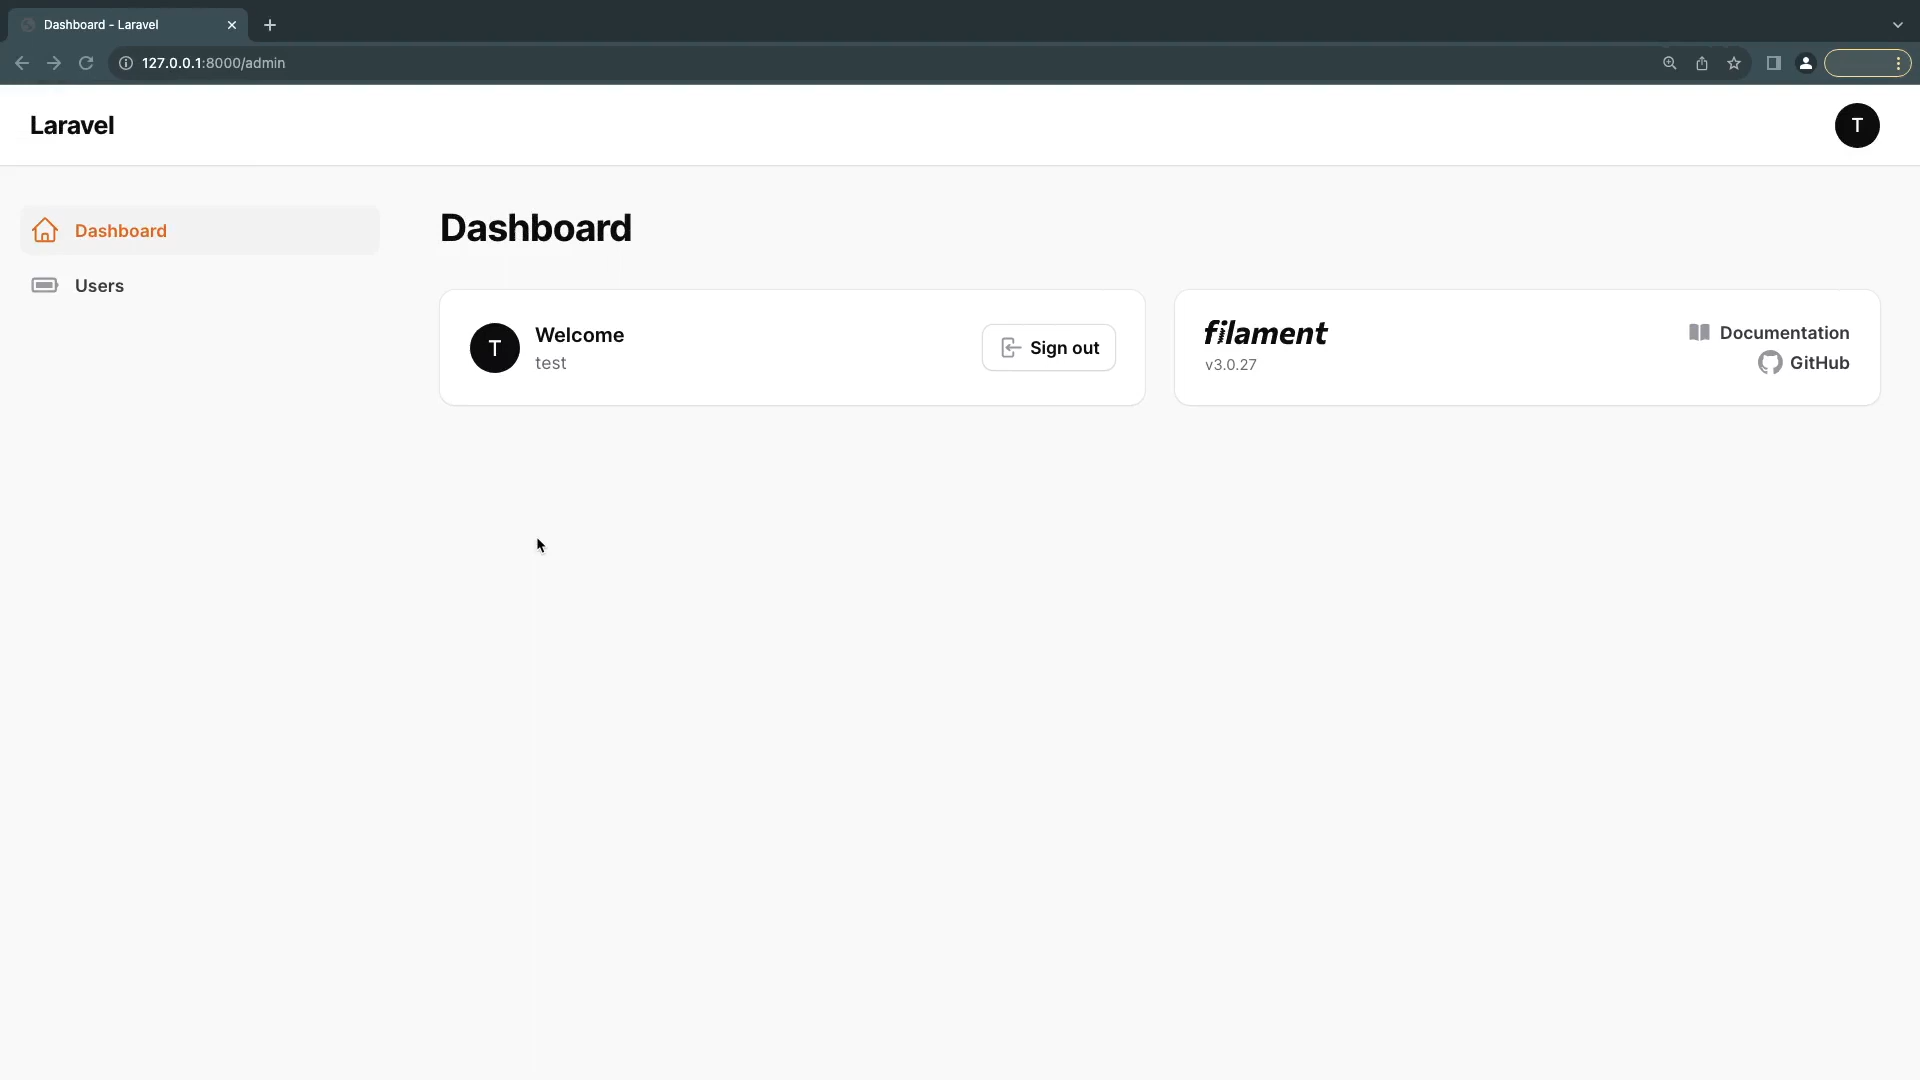 Dashboard - Laravel
127.0.0.1:8000/admin
Laravel
T
Dashboard
Users
Dashboard
T
Welcome
test
Sign out
filament
v3.0.27
Documentation
GitHub